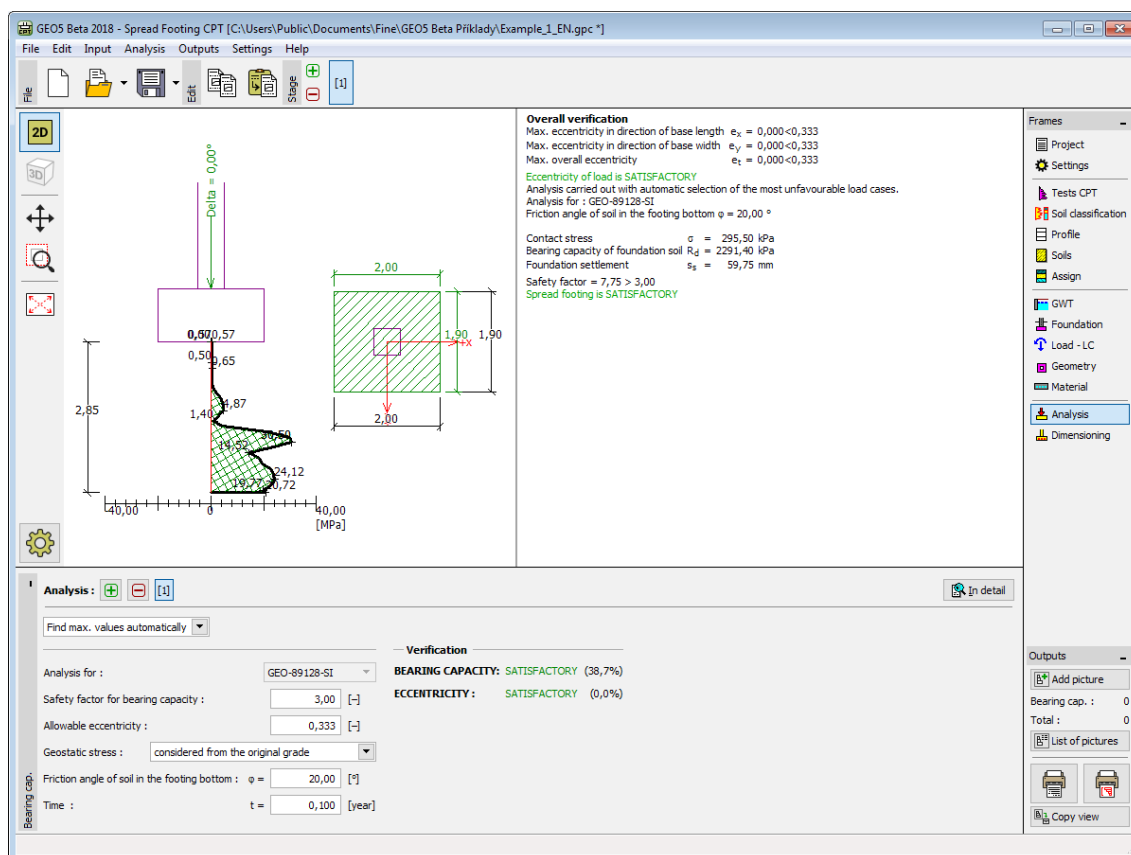 GEO5 Beta 2018 - Spread Footing CPT [C:\Users\Public\Documents\Fine\GEO5 Beta Příklady\Example_1_EN.gpc *]
File Edit Input Analysis Outputs Settings Help
File
Edit
Stage
[1]
2D
3D
Delta = 0,00°
0,57
0,50
0,65
4,87
1,40
30,59
14,52
24,12
19,77
20,72
2,85
40,00
0
40,00
[MPa]
2,00
1,90
1,90
+x
2,00
Overall verification
Max. eccentricity in direction of base length eₓ = 0,000<0,333
Max. eccentricity in direction of base width e_y = 0,000<0,333
Max. overall eccentricity e_t = 0,000<0,333
Eccentricity of load is SATISFACTORY
Analysis carried out with automatic selection of the most unfavourable load cases.
Analysis for : GEO-89128-SI
Friction angle of soil in the footing bottom φ = 20,00 °
Contact stress σ = 295,50 kPa
Bearing capacity of foundation soil R_d = 2291,40 kPa
Foundation settlement s_s = 59,75 mm
Safety factor = 7,75 > 3,00
Spread footing is SATISFACTORY
Frames
Project
Settings
Tests CPT
Soil classification
Profile
Soils
Assign
GWT
Foundation
Load - LC
Geometry
Material
Analysis
Dimensioning
Bearing cap.
Analysis : [1]
In detail
Find max. values automatically
Analysis for : GEO-89128-SI
Safety factor for bearing capacity : 3,00 [–]
Allowable eccentricity : 0,333 [–]
Geostatic stress : considered from the original grade
Friction angle of soil in the footing bottom : φ = 20,00 [°]
Time : t = 0,100 [year]
Verification
BEARING CAPACITY: SATISFACTORY (38,7%)
ECCENTRICITY : SATISFACTORY (0,0%)
Outputs
Add picture
Bearing cap. : 0
Total : 0
List of pictures
Copy view